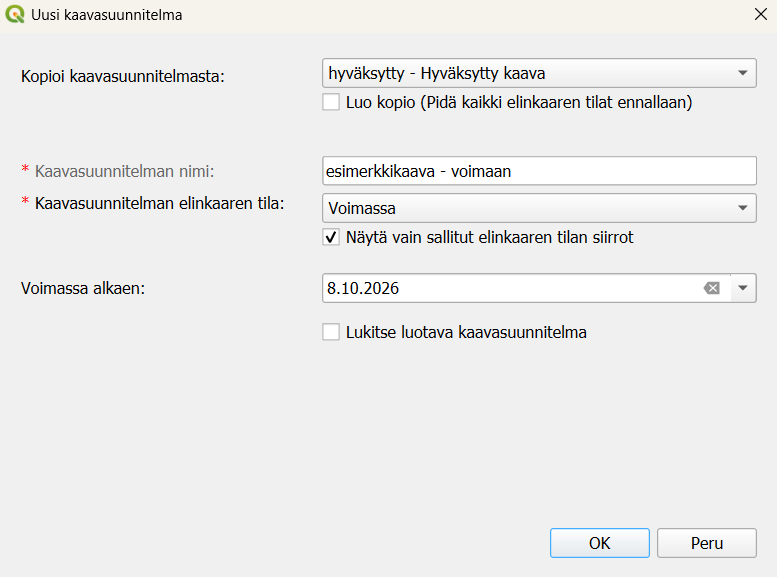 Uusi kaavasuunnitelma
Kopioi kaavasuunnitelmasta: hyväksytty - Hyväksytty kaava
Luo kopio (Pidä kaikki elinkaaren tilat ennallaan)
* Kaavasuunnitelman nimi: esimerkkikaava - voimaan
* Kaavasuunnitelman elinkaaren tila: Voimassa
Näytä vain sallitut elinkaaren tilan siirrot
Voimassa alkaen: 8.10.2026
Lukitse luotava kaavasuunnitelma
OK Peru